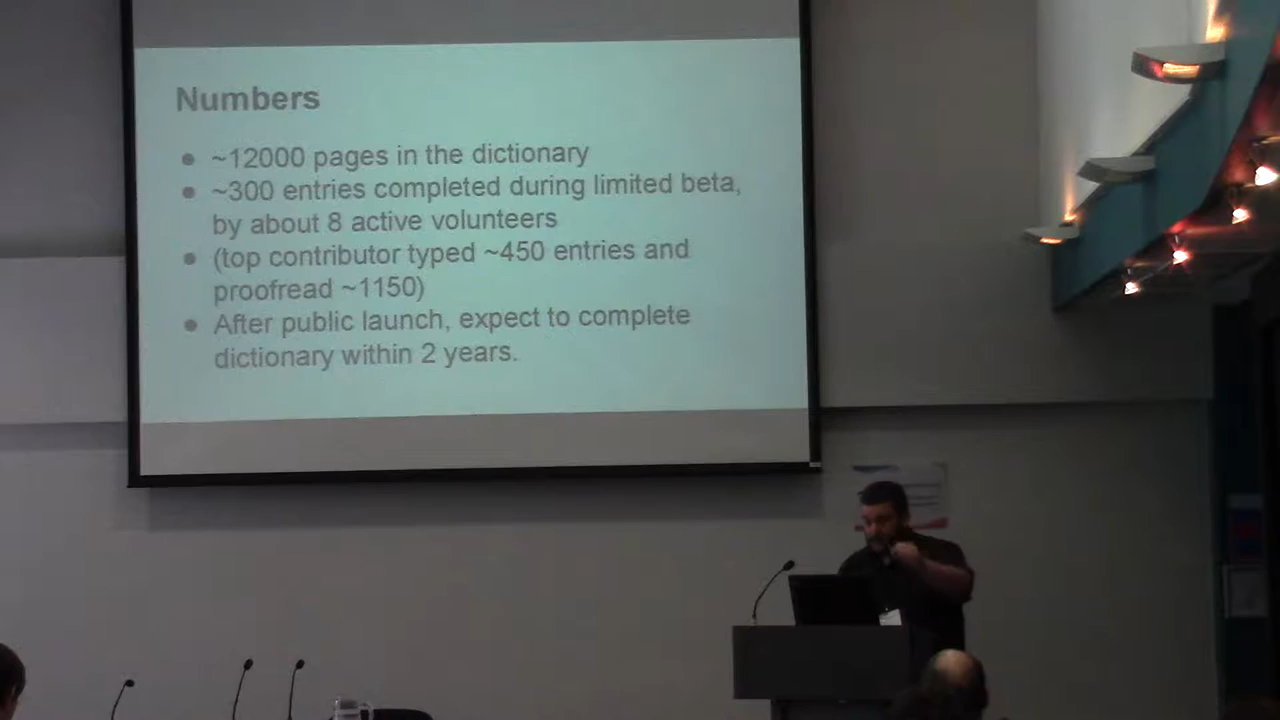 Numbers
● ~12000 pages in the dictionary
● ~300 entries completed during limited beta,
by about 8 active volunteers
● (top contributor typed ~450 entries and
proofread ~1150)
● After public launch, expect to complete
dictionary within 2 years.